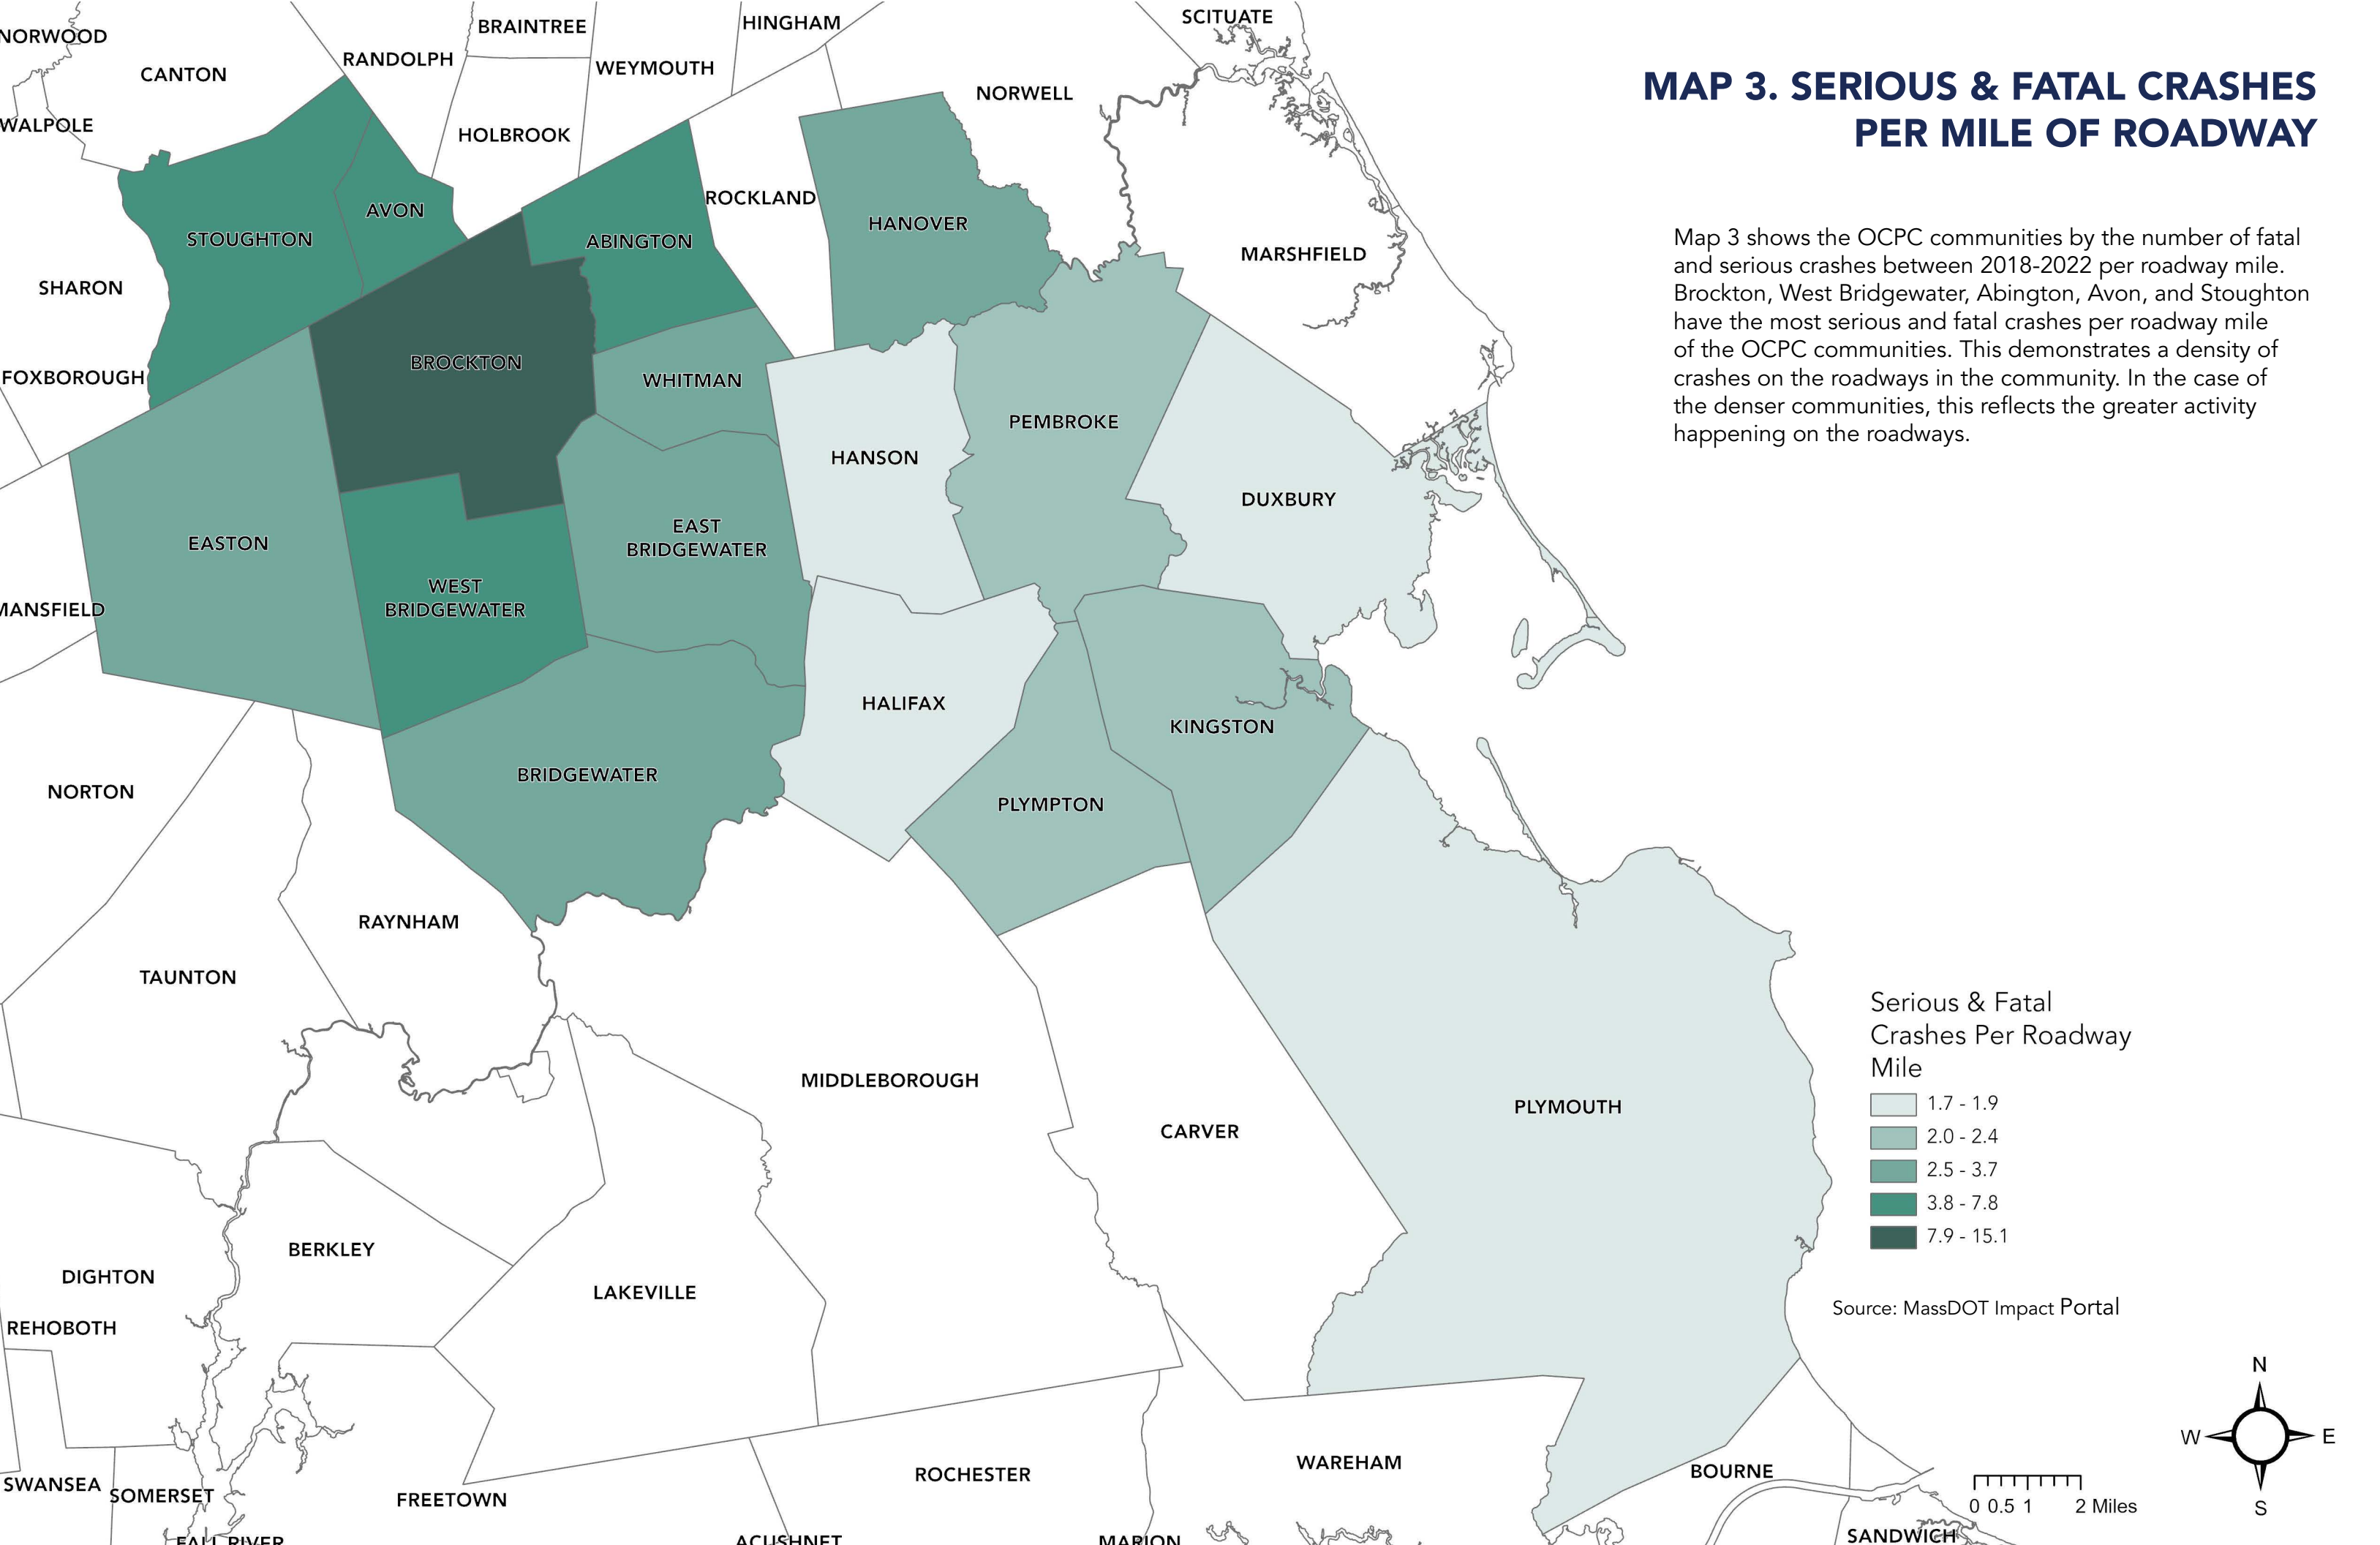 MAP 3. SERIOUS & FATAL CRASHES
PER MILE OF ROADWAY
Map 3 shows the OCPC communities by the number of fatal
and serious crashes between 2018-2022 per roadway mile.
Brockton, West Bridgewater, Abington, Avon, and Stoughton
have the most serious and fatal crashes per roadway mile
of the OCPC communities. This demonstrates a density of
crashes on the roadways in the community. In the case of
the denser communities, this reflects the greater activity
happening on the roadways.
SCITUATE
HINGHAM
BRAINTREE
NORWOOD
RANDOLPH
WEYMOUTH
CANTON
NORWELL
WALPOLE
HOLBROOK
ROCKLAND
AVON
HANOVER
STOUGHTON
ABINGTON
MARSHFIELD
SHARON
BROCKTON
FOXBOROUGH
WHITMAN
PEMBROKE
HANSON
DUXBURY
EAST
BRIDGEWATER
EASTON
WEST
BRIDGEWATER
MANSFIELD
HALIFAX
KINGSTON
BRIDGEWATER
NORTON
PLYMPTON
RAYNHAM
TAUNTON
MIDDLEBOROUGH
PLYMOUTH
CARVER
BERKLEY
DIGHTON
LAKEVILLE
REHOBOTH
WAREHAM
BOURNE
ROCHESTER
SWANSEA
SOMERSET
FREETOWN
SANDWICH
FALL RIVER
ACUSHNET
MARION
Serious & Fatal
Crashes Per Roadway
Mile
1.7 - 1.9
2.0 - 2.4
2.5 - 3.7
3.8 - 7.8
7.9 - 15.1
Source: MassDOT Impact Portal
N
W E
S
0 0.5 1 2 Miles